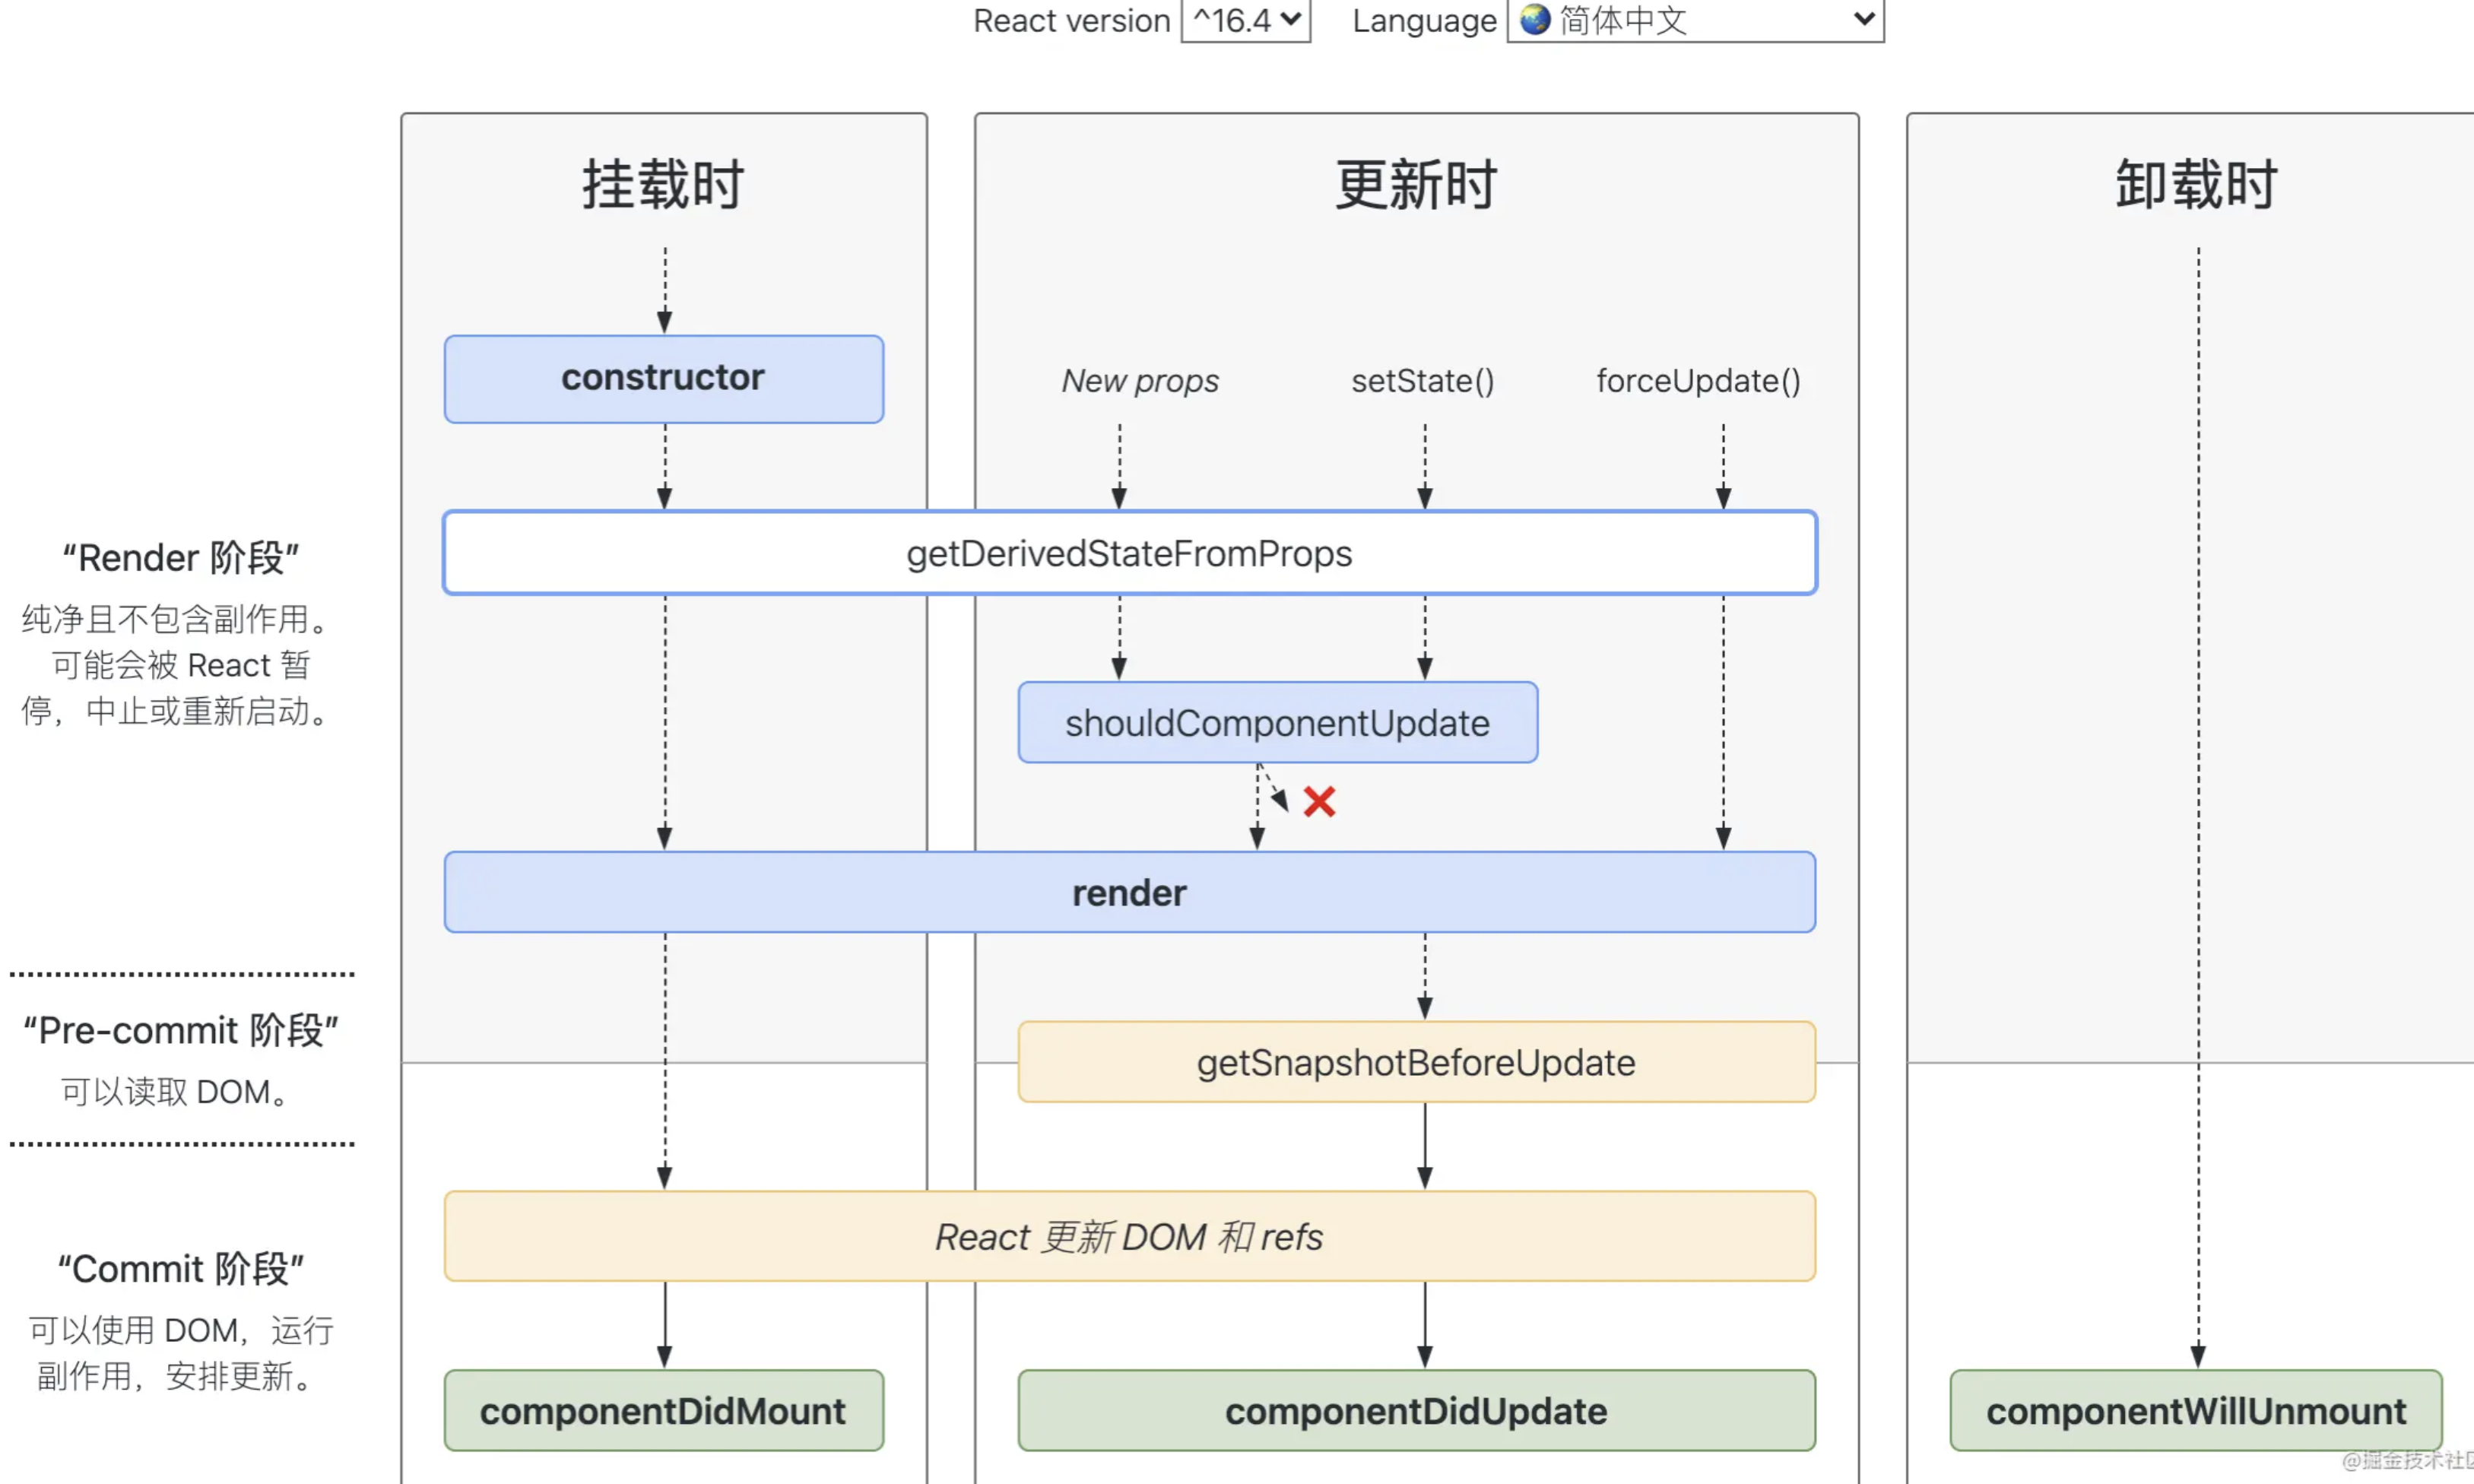 React version ^16.4 Language 简体中文
挂载时
更新时
卸载时
constructor
New props
setState()
forceUpdate()
“Render 阶段”
纯净且不包含副作用。
可能会被 React 暂
停，中止或重新启动。
getDerivedStateFromProps
shouldComponentUpdate
render
“Pre-commit 阶段”
可以读取 DOM。
getSnapshotBeforeUpdate
React 更新 DOM 和 refs
“Commit 阶段”
可以使用 DOM，运行
副作用，安排更新。
componentDidMount
componentDidUpdate
componentWillUnmount
@掘金技术社区